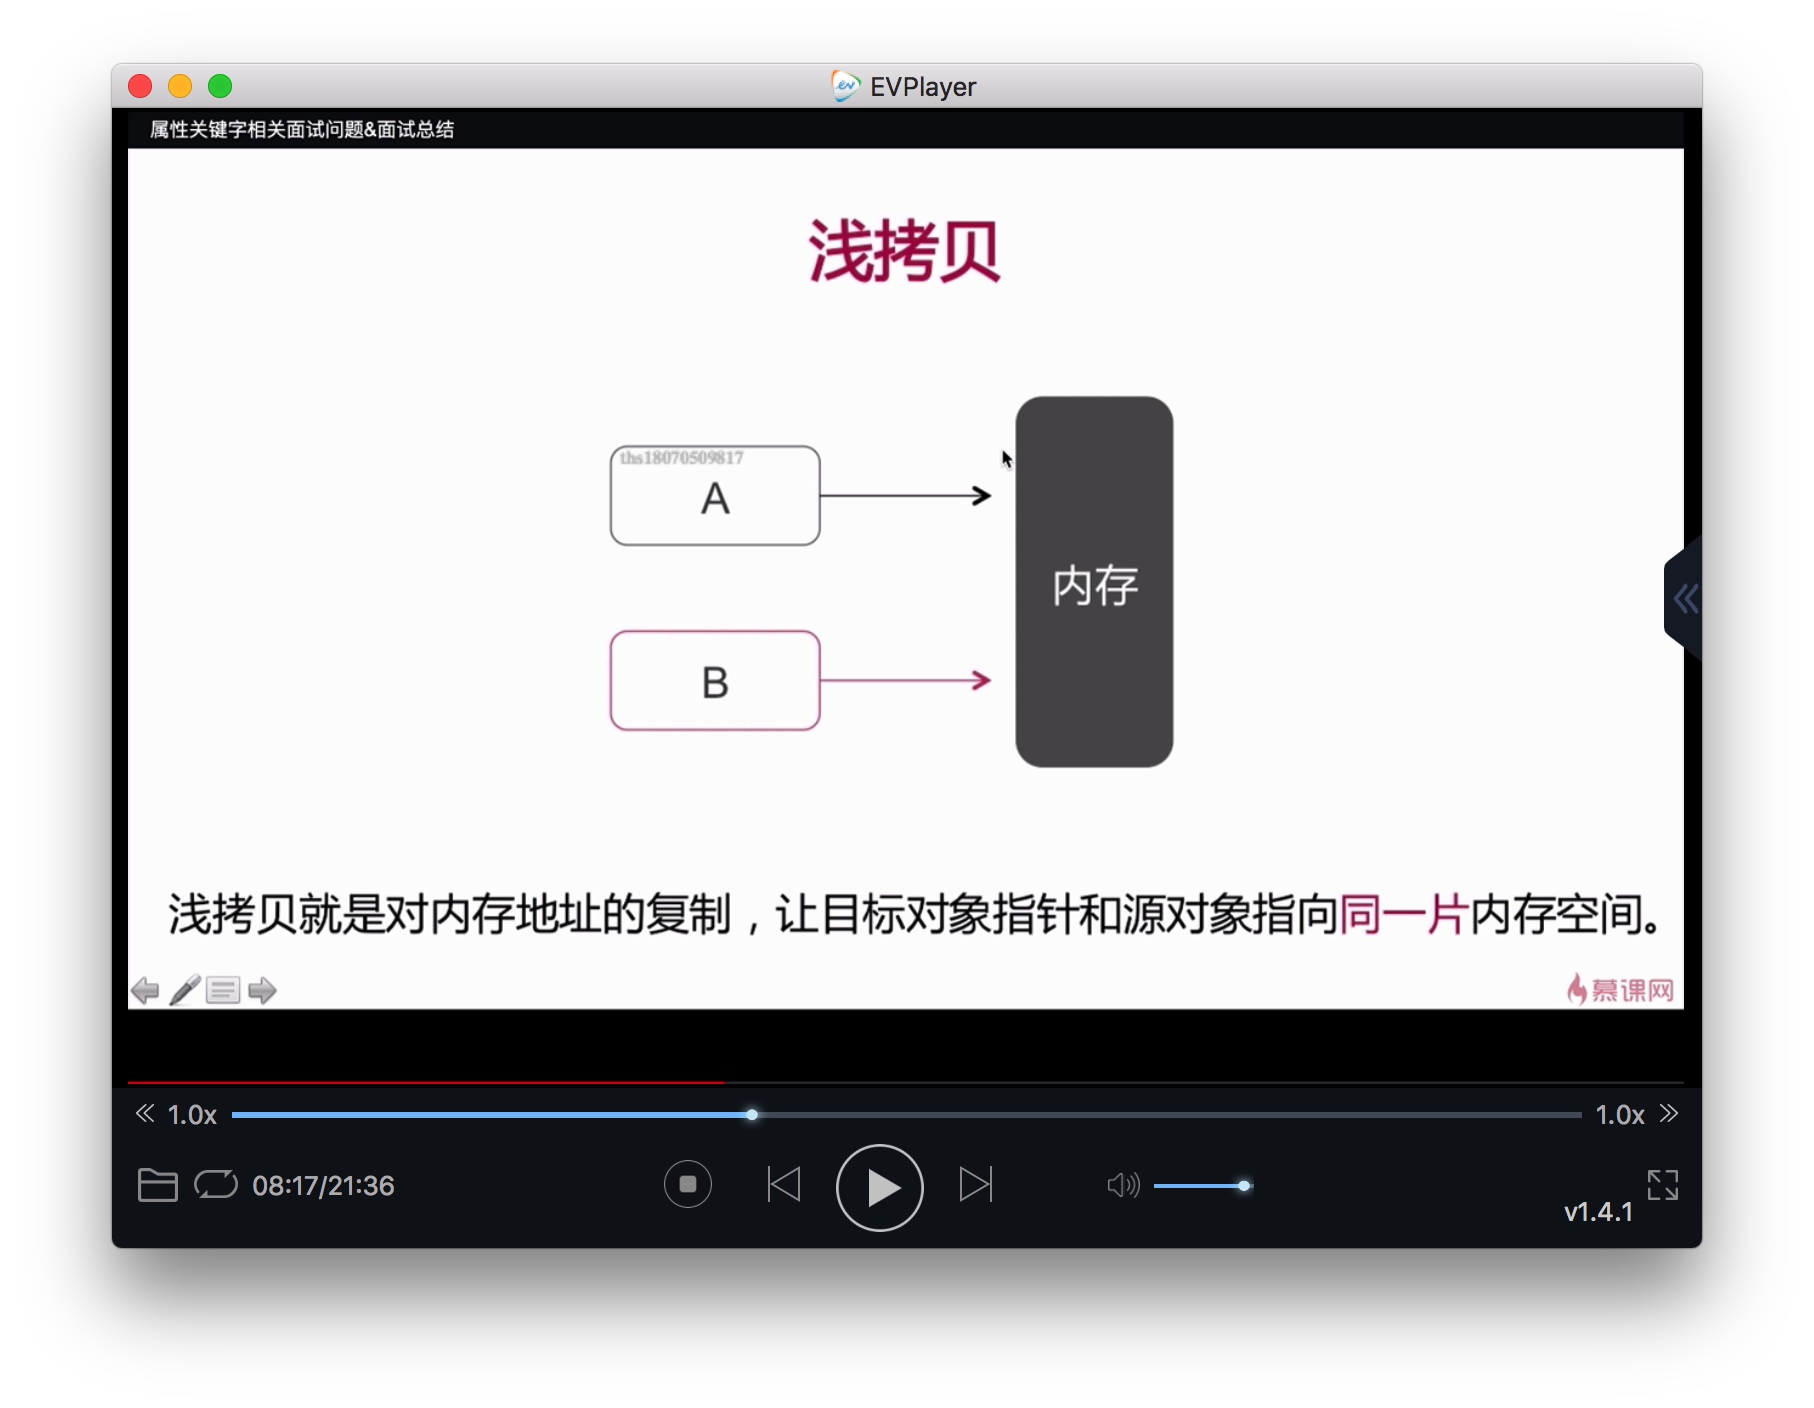 EVPlayer
属性关键字相关面试问题&面试总结
浅拷贝
ths18070509817
A
内存
B
浅拷贝就是对内存地址的复制，让目标对象指针和源对象指向同一片内存空间。
慕课网
1.0x
1.0x
08:17/21:36
v1.4.1